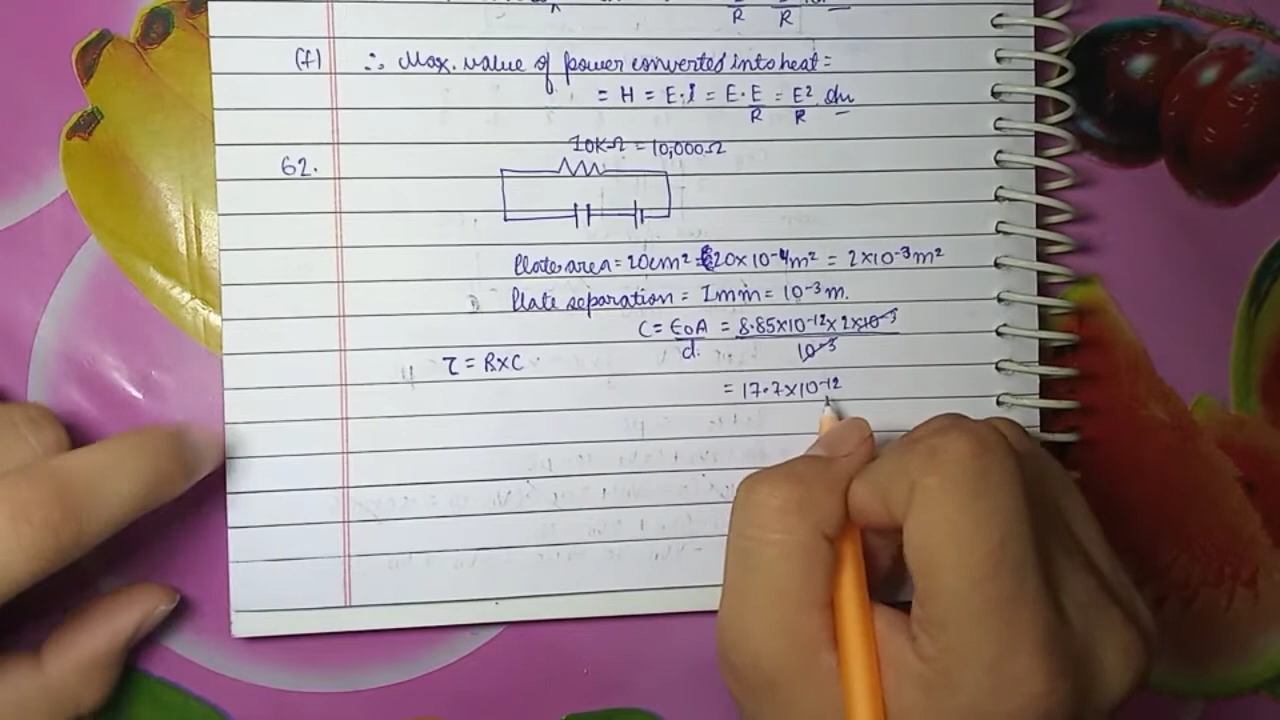 R R
(f) ∴ Max. value of power converted into heat =
= H = E·I = E·E/R = E²/R Ans
62.
10KΩ = 10,000Ω
Plate area = 20cm² = 20×10⁻⁴m² = 2×10⁻³m²
Plate separation = 1mm = 10⁻³m.
C = ε₀A/d. = 8.85×10⁻¹²×2×10⁻³/10⁻³
τ = R×C
= 17.7×10⁻¹²